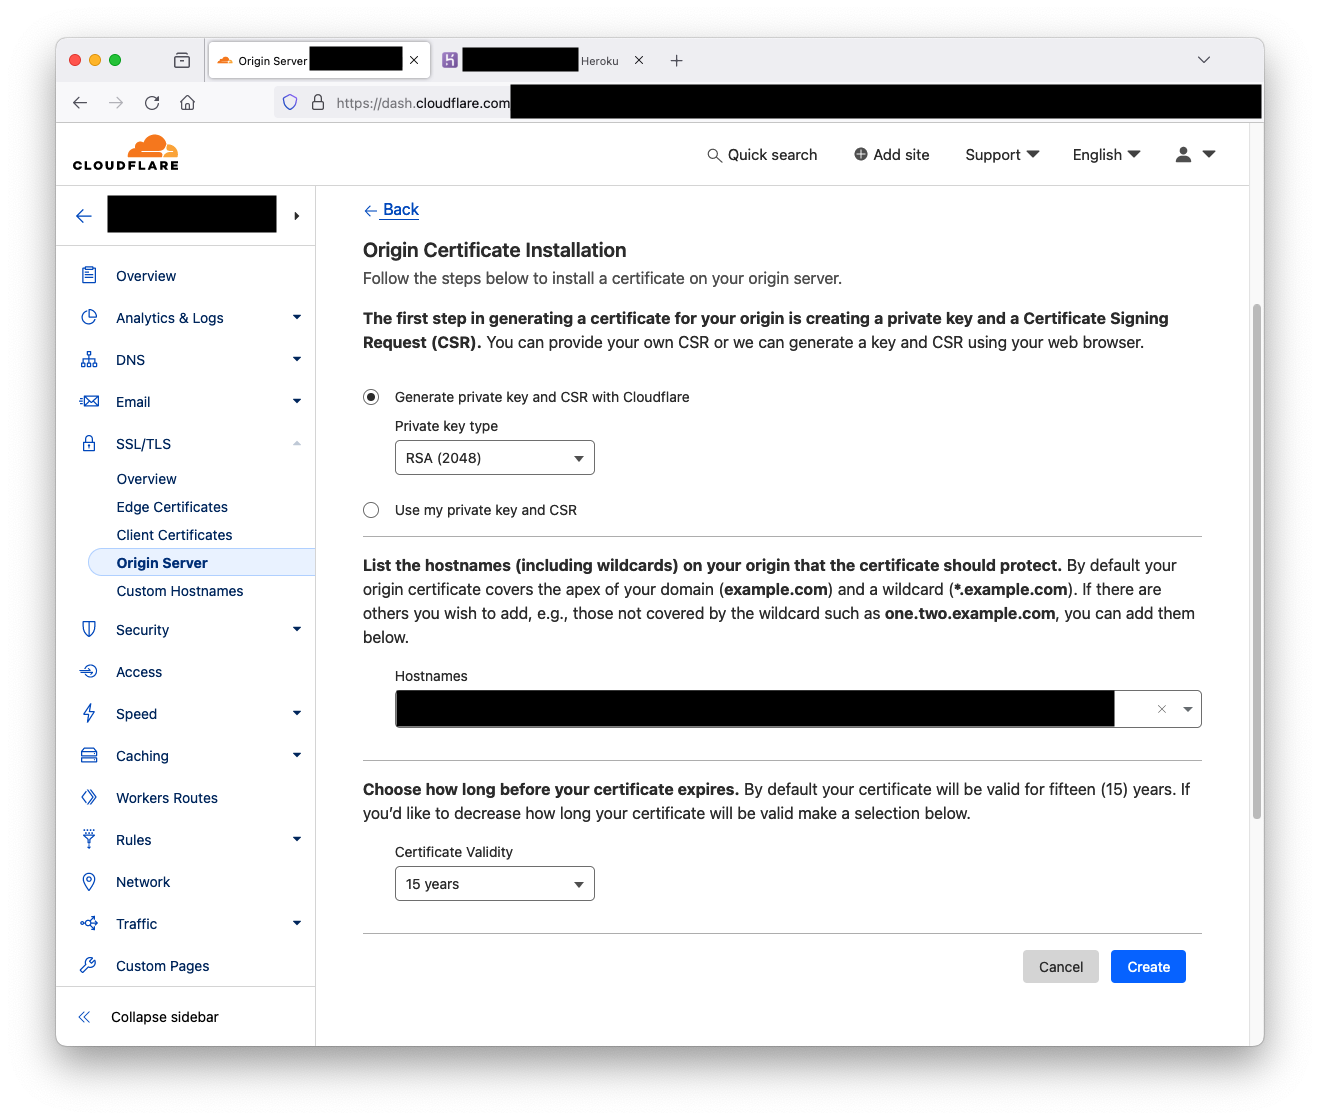 Origin Server
Heroku
https://dash.cloudflare.com
CLOUDFLARE
Quick search
Add site
Support
English
Overview
Analytics & Logs
DNS
Email
SSL/TLS
Overview
Edge Certificates
Client Certificates
Origin Server
Custom Hostnames
Security
Access
Speed
Caching
Workers Routes
Rules
Network
Traffic
Custom Pages
Collapse sidebar
Back
Origin Certificate Installation
Follow the steps below to install a certificate on your origin server.
The first step in generating a certificate for your origin is creating a private key and a Certificate Signing
Request (CSR). You can provide your own CSR or we can generate a key and CSR using your web browser.
Generate private key and CSR with Cloudflare
Private key type
RSA (2048)
Use my private key and CSR
List the hostnames (including wildcards) on your origin that the certificate should protect. By default your
origin certificate covers the apex of your domain (example.com) and a wildcard (*.example.com). If there are
others you wish to add, e.g., those not covered by the wildcard such as one.two.example.com, you can add them
below.
Hostnames
Choose how long before your certificate expires. By default your certificate will be valid for fifteen (15) years. If
you’d like to decrease how long your certificate will be valid make a selection below.
Certificate Validity
15 years
Cancel
Create